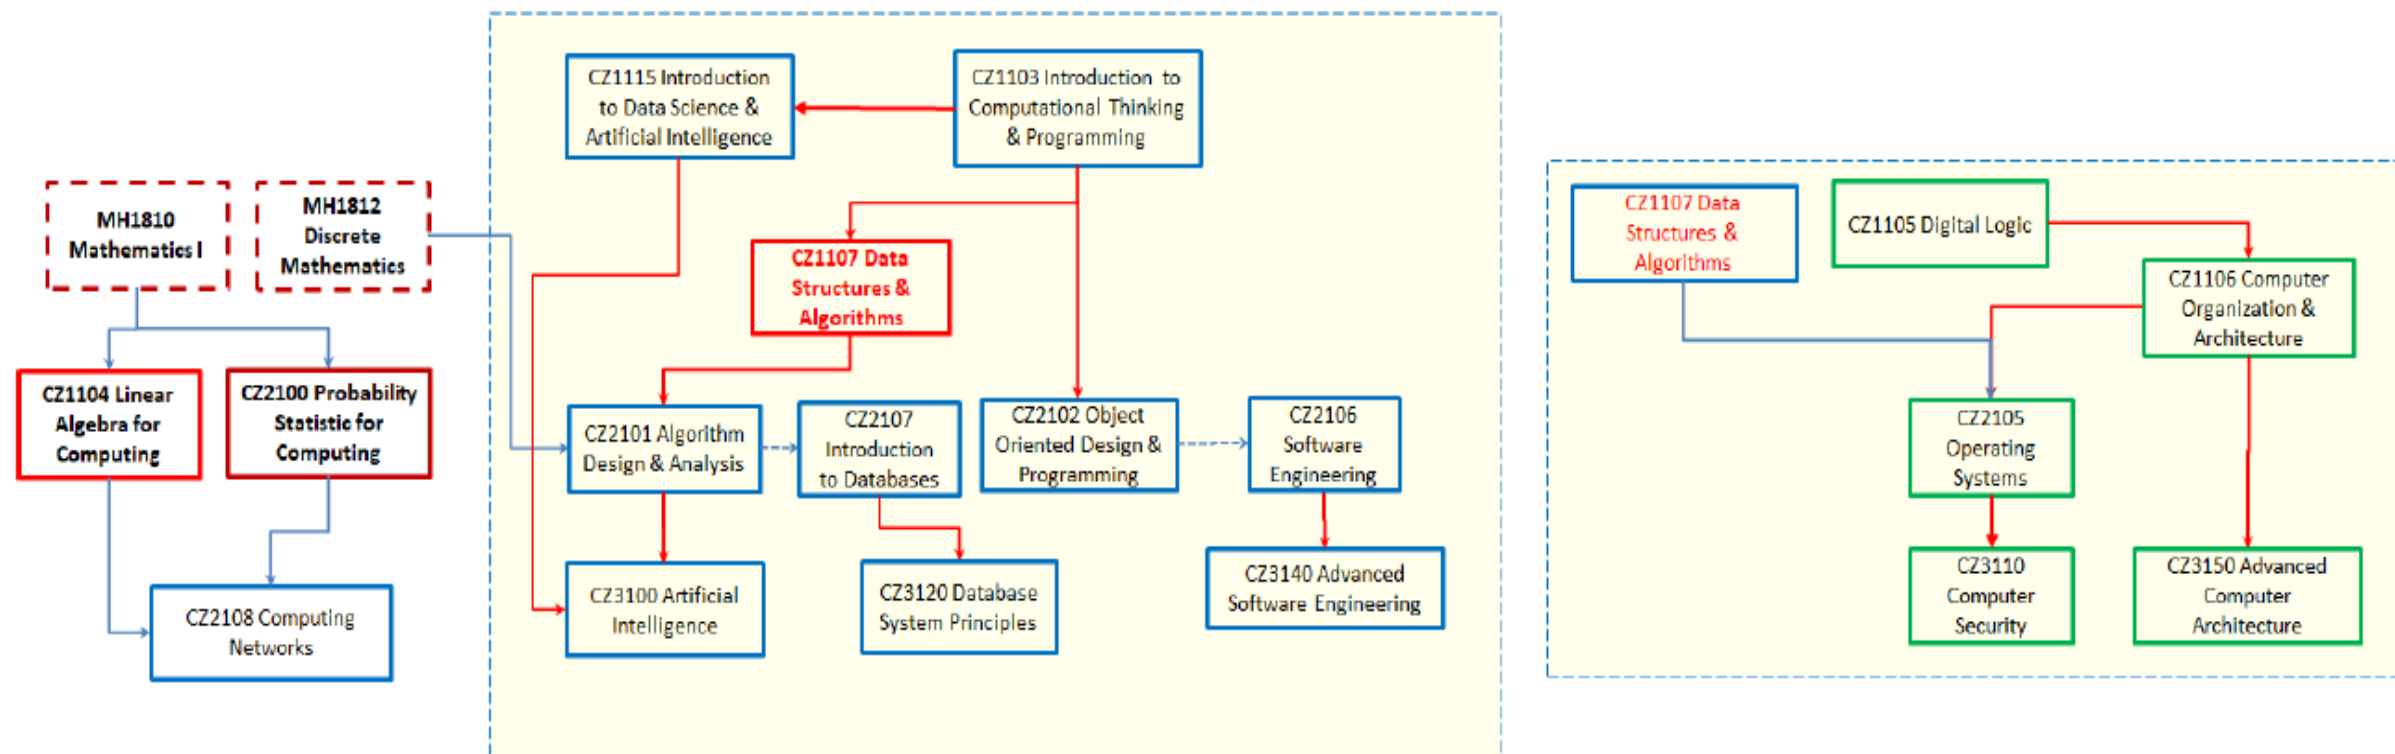 MH1810
Mathematics I
MH1812
Discrete
Mathematics
CZ1104 Linear
Algebra for
Computing
CZ2100 Probability
Statistic for
Computing
CZ2108 Computing
Networks
CZ1115 Introduction
to Data Science &
Artificial Intelligence
CZ1103 Introduction to
Computational Thinking
& Programming
CZ1107 Data
Structures &
Algorithms
CZ2101 Algorithm
Design & Analysis
CZ2107
Introduction
to Databases
CZ2102 Object
Oriented Design &
Programming
CZ2106
Software
Engineering
CZ3100 Artificial
Intelligence
CZ3120 Database
System Principles
CZ3140 Advanced
Software Engineering
CZ1107 Data
Structures &
Algorithms
CZ1105 Digital Logic
CZ1106 Computer
Organization &
Architecture
CZ2105
Operating
Systems
CZ3110
Computer
Security
CZ3150 Advanced
Computer
Architecture